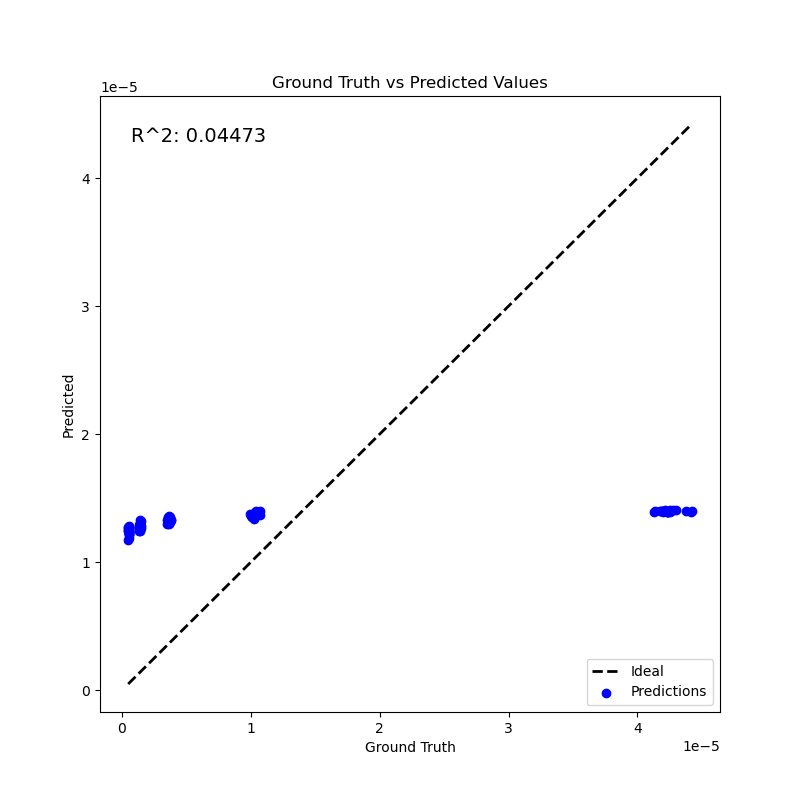 Ground Truth vs Predicted Values
1e−5
R^2: 0.04473
4
3
2
1
0
Predicted
Ideal
Predictions
0 1 2 3 4
1e−5
Ground Truth